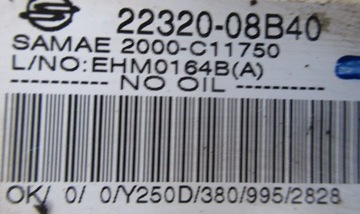 22320-08B40
SAMAE 2000-C11750
L/NO:EHM0164B(A)
NO OIL
OK/ 0/ 0/Y250D/380/995/2828